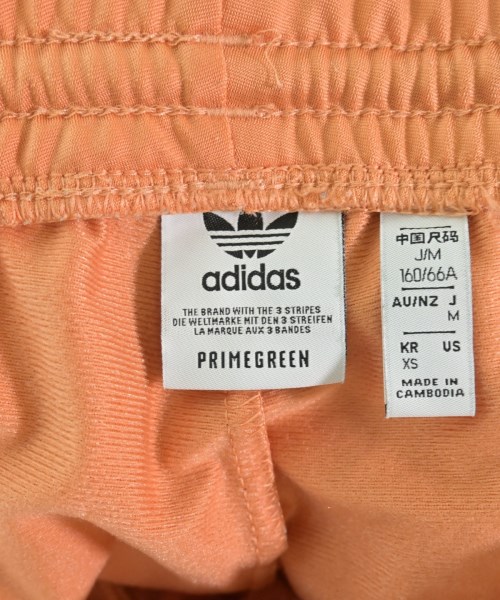 adidas
THE BRAND WITH THE 3 STRIPES
DIE WELTMARKE MIT DEN 3 STREIFEN
LA MARQUE AUX 3 BANDES
PRIMEGREEN
中国尺码
J/M
160/66A
AU/NZ J
M
KR US
XS
MADE IN
CAMBODIA